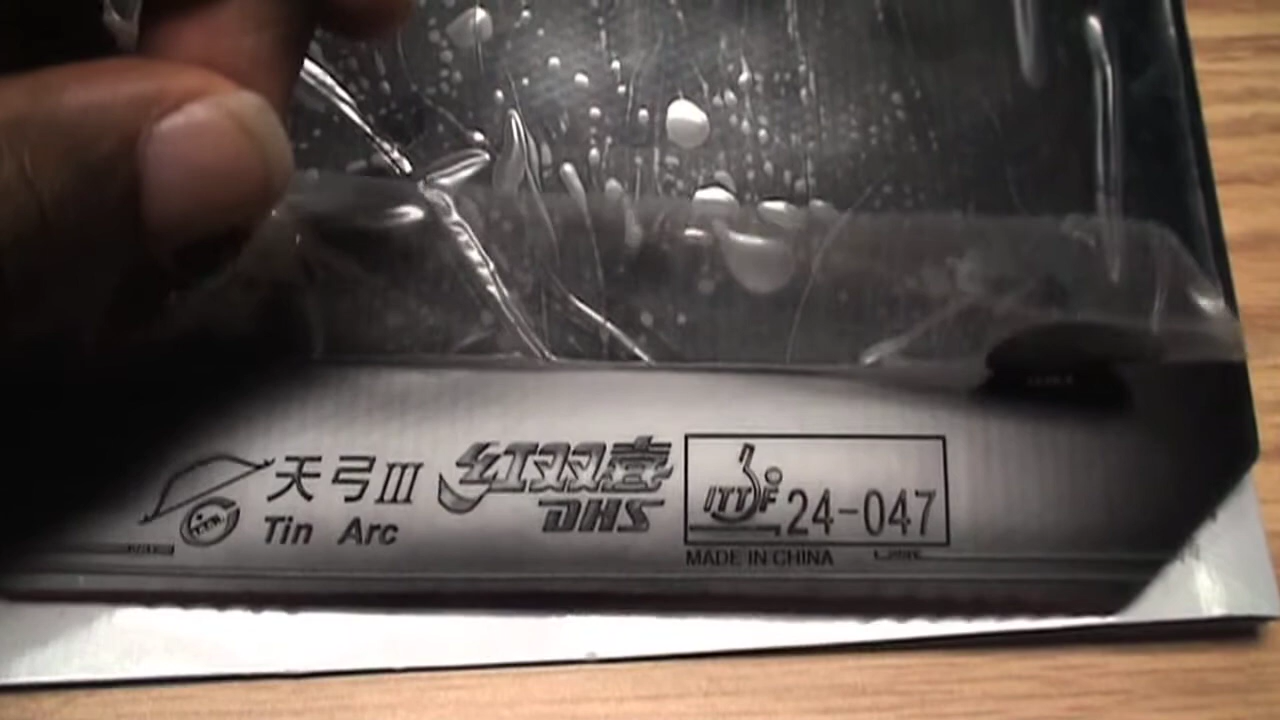 天弓III
Tin Arc
红双喜
DHS
ITTF 24-047
MADE IN CHINA